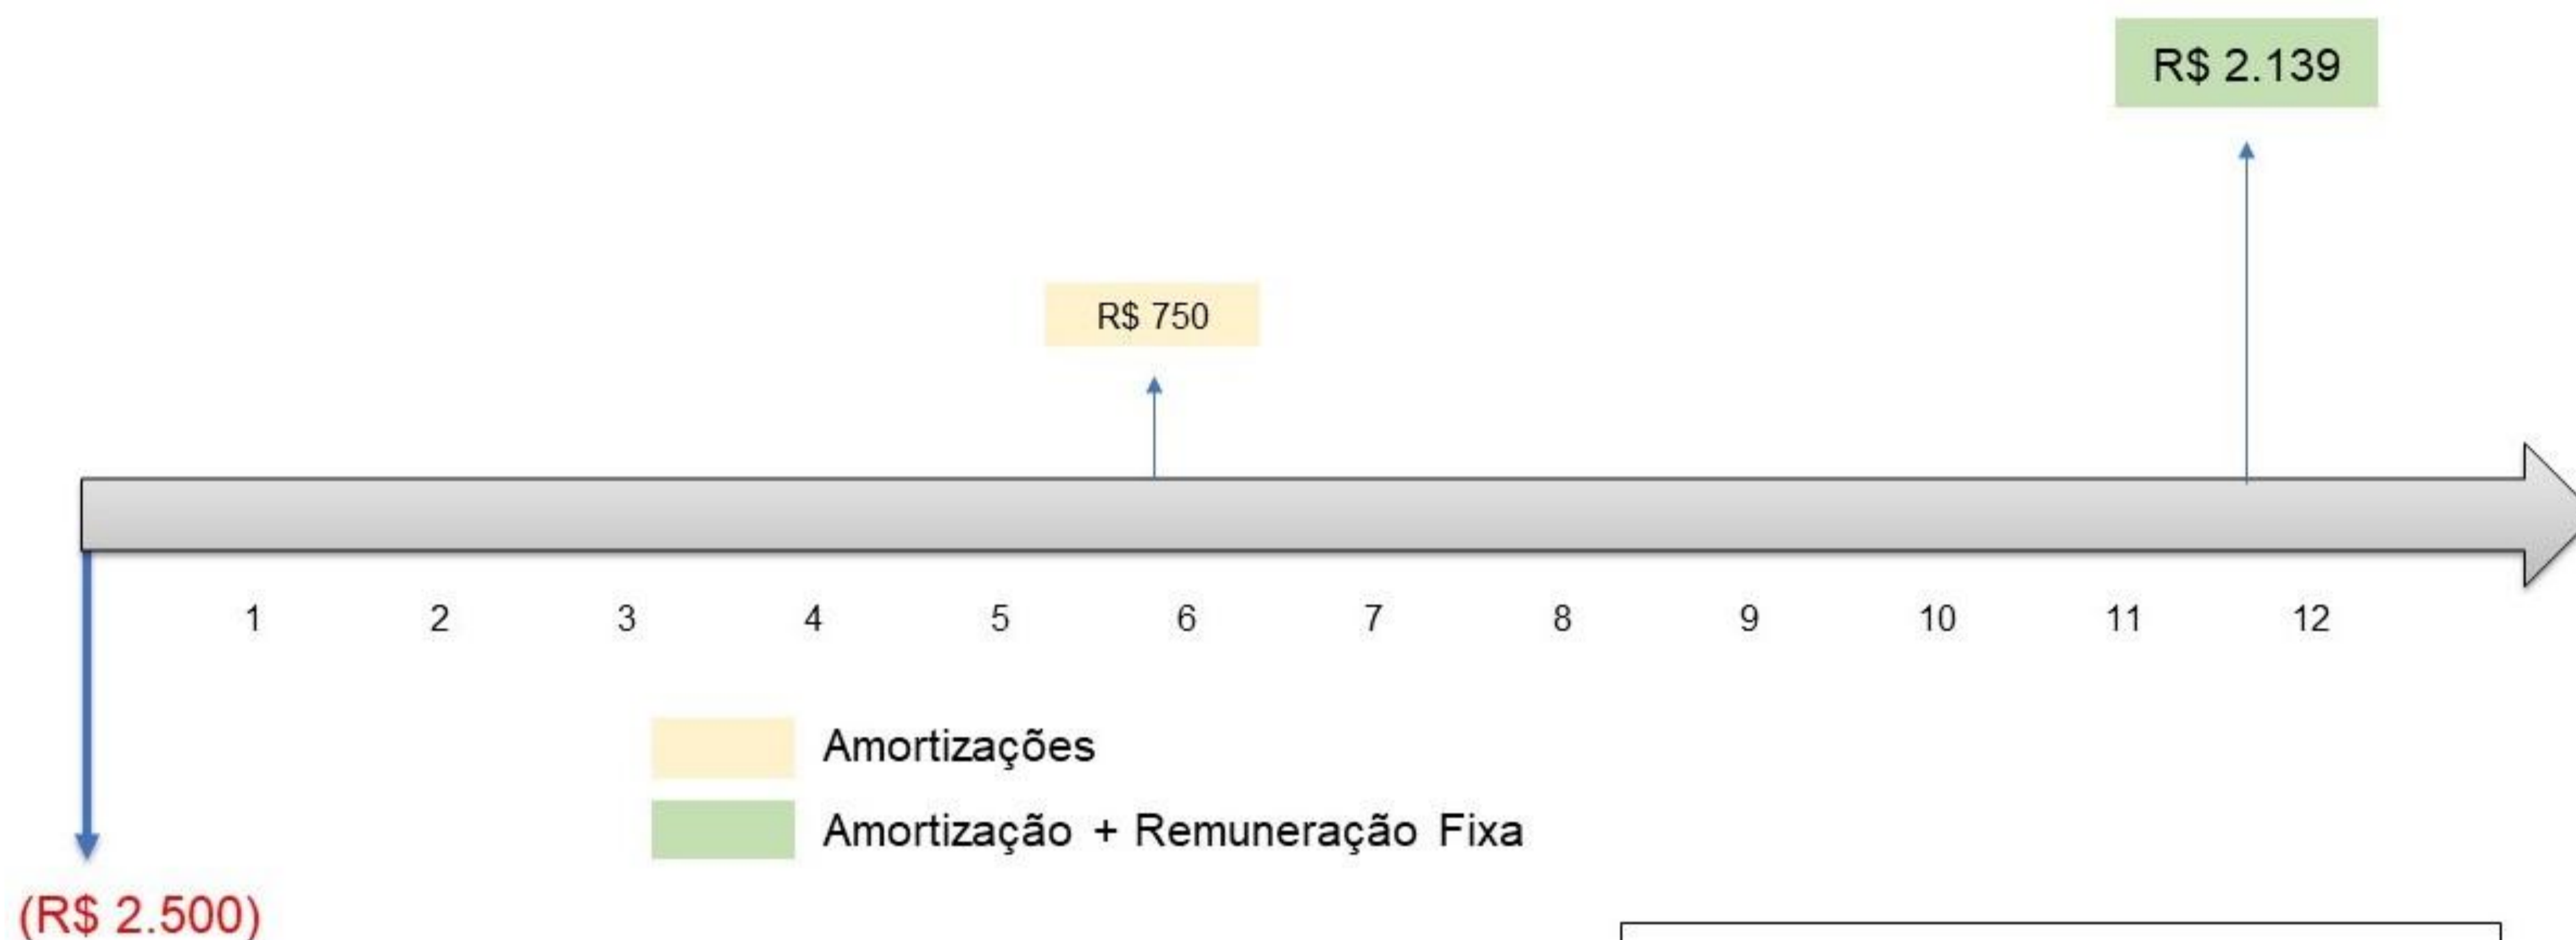 R$ 2.139
R$ 750
1 2 3 4 5 6 7 8 9 10 11 12
Amortizações
Amortização + Remuneração Fixa
(R$ 2.500)